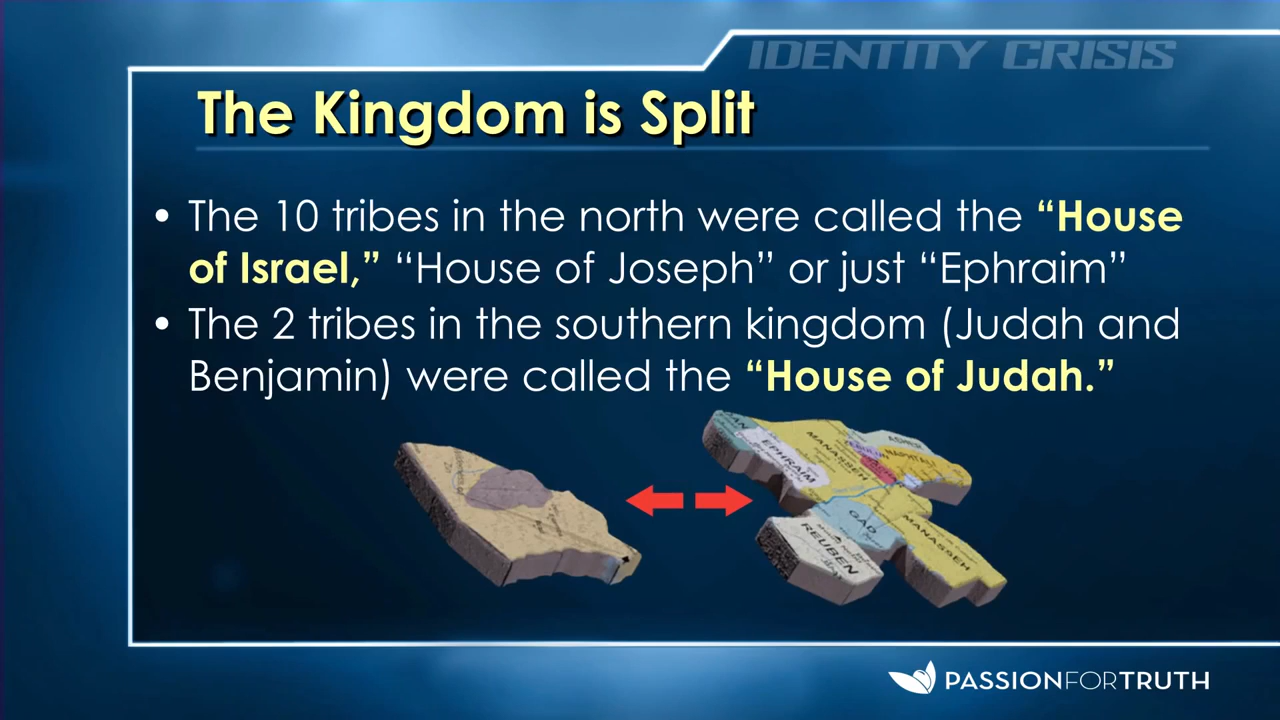 IDENTITY CRISIS
The Kingdom is Split
• The 10 tribes in the north were called the “House
of Israel,” “House of Joseph” or just “Ephraim”
• The 2 tribes in the southern kingdom (Judah and
Benjamin) were called the “House of Judah.”
EPHRAIM
MANASSEH
ASHER
NAPHTALI
GAD
MANASSEH
REUBEN
PASSIONFORTRUTH